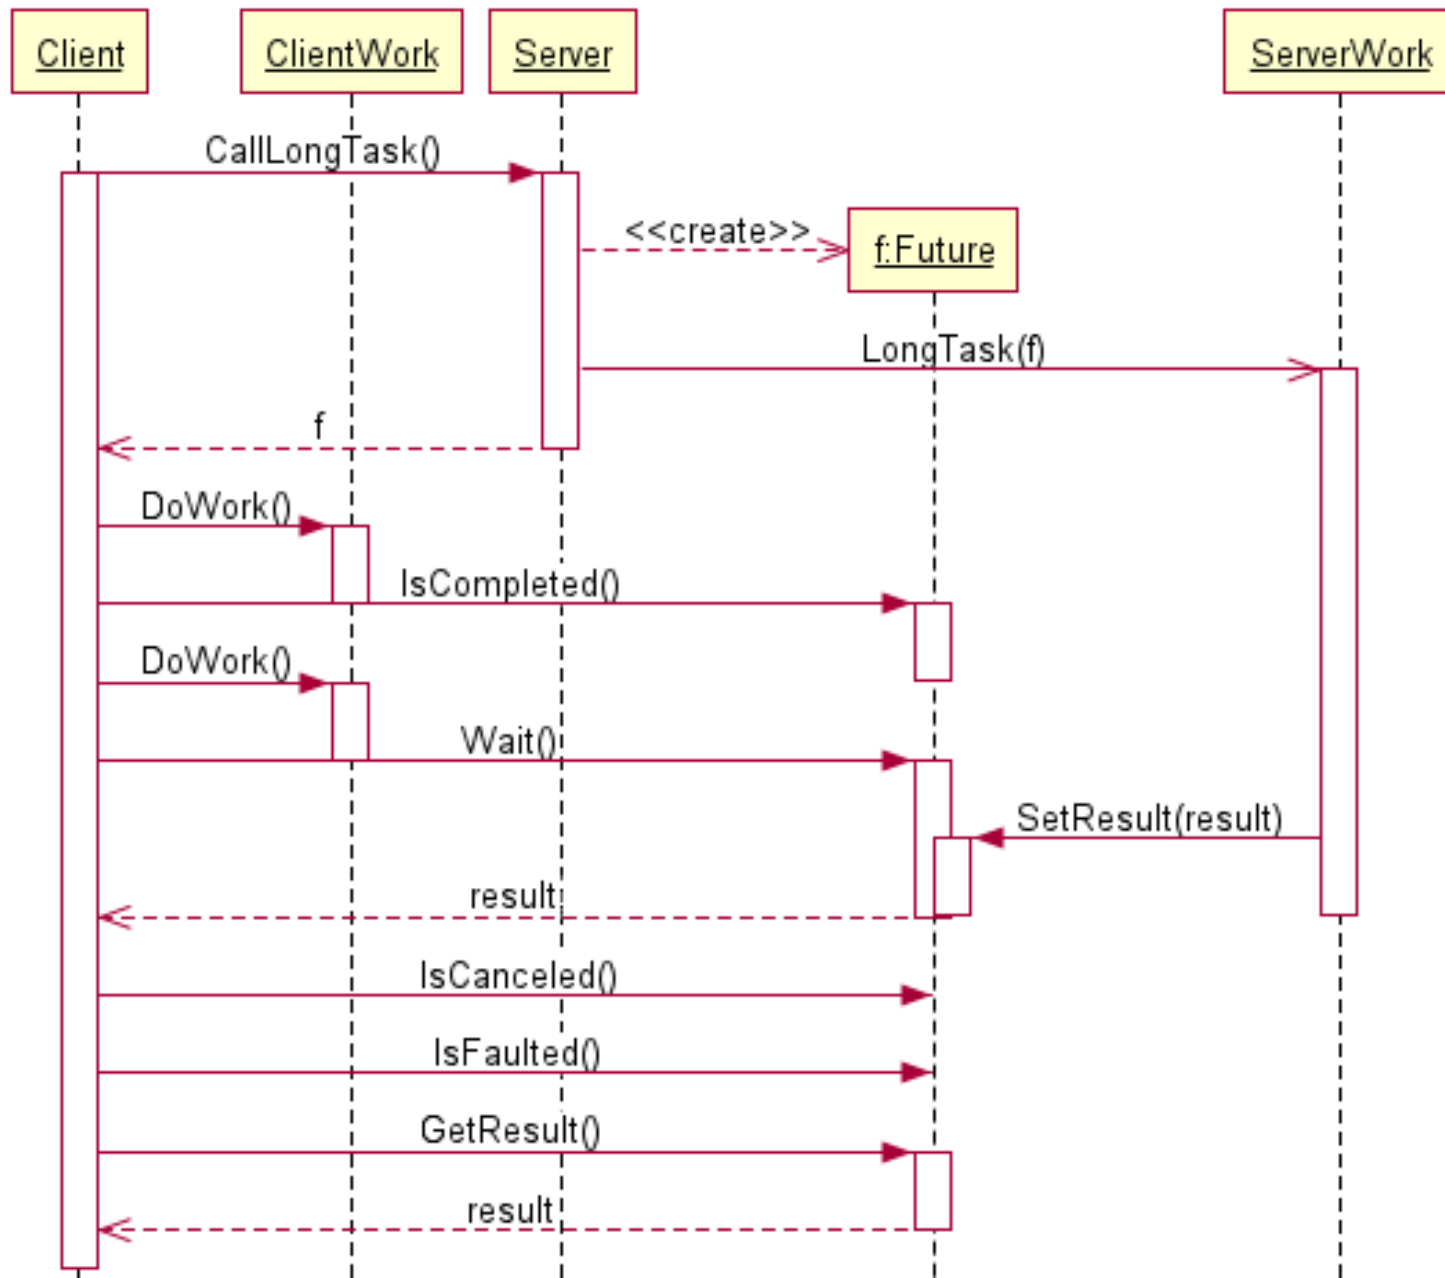 Client
ClientWork
Server
ServerWork
CallLongTask()
<<create>>
f:Future
LongTask(f)
f
DoWork()
IsCompleted()
DoWork()
Wait()
SetResult(result)
result
IsCanceled()
IsFaulted()
GetResult()
result